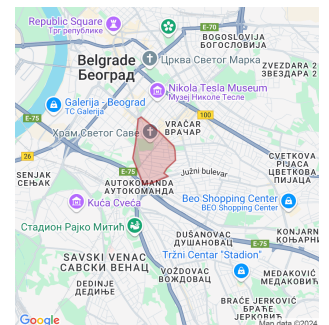 E-70
Republic Square
Трг републике
BOGOSLOVIJA
БОГОСЛОВИЈА
Belgrade
Београд
Црква Светог Марка
ZVEZDARA 2
ЗВЕЗДАРА 2
Nikola Tesla Museum
Музеј Николе Тесле
Galerija - Beograd
TC Galerija
E-75
100
VRAČAR
ВРАЧАР
Храм Светог Саве
26
SENJAK
СЕЊАК
CVETKOVA
PIJACA
ЦВЕТКОВА
ПИЈАЦА
Južni bulevar
AUTOKOMANDA
АУТОКОМАНДА
E-75
Kuća Cveća
Beo Shopping Center
BEO Shopping Center
Стадион Рајко Митић
DUŠANOVAC
ДУШАНОВАЦ
KONJARN
КОЊАРНИ
SAVSKI VENAC
САВСКИ ВЕНАЦ
Tržni Centar "Stadion"
E-75
VOŽDOVAC
ВОЖДОВАЦ
MEDAKOVIĆ
МЕДАКОВИЋ
DEDINJE
ДЕДИЊЕ
BRAĆE JERKOVIĆ
БРАЋЕ
ЈЕРКОВИЋ
Google
Map data ©2024